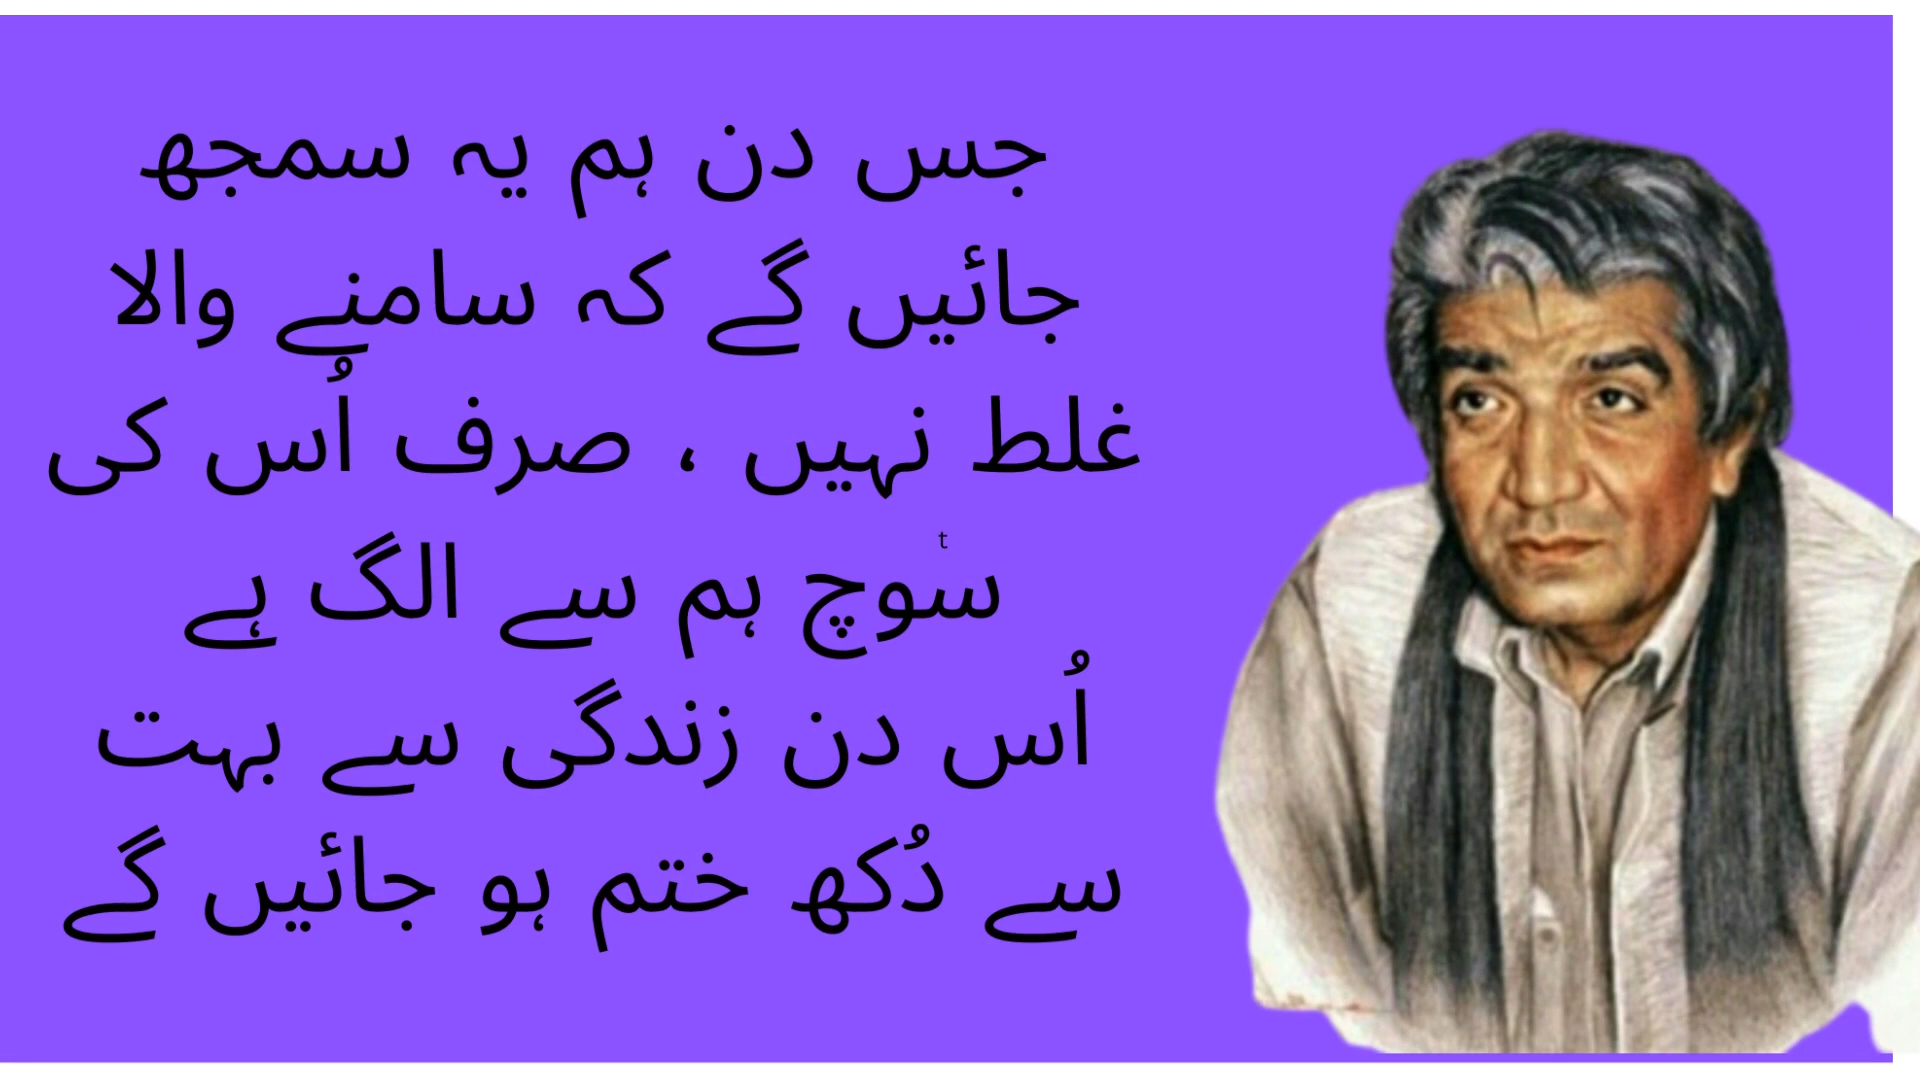 جس دن ہم یہ سمجھ
جائیں گے کہ سامنے والا
غلط نہیں ، صرف اُس کی
t
سوچ ہم سے الگ ہے
اُس دن زندگی سے بہت
سے دُکھ ختم ہو جائیں گے